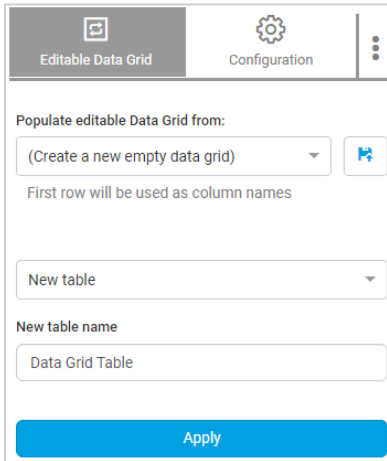 Editable Data Grid
Configuration
Populate editable Data Grid from:
(Create a new empty data grid)
First row will be used as column names
New table
New table name
Data Grid Table
Apply